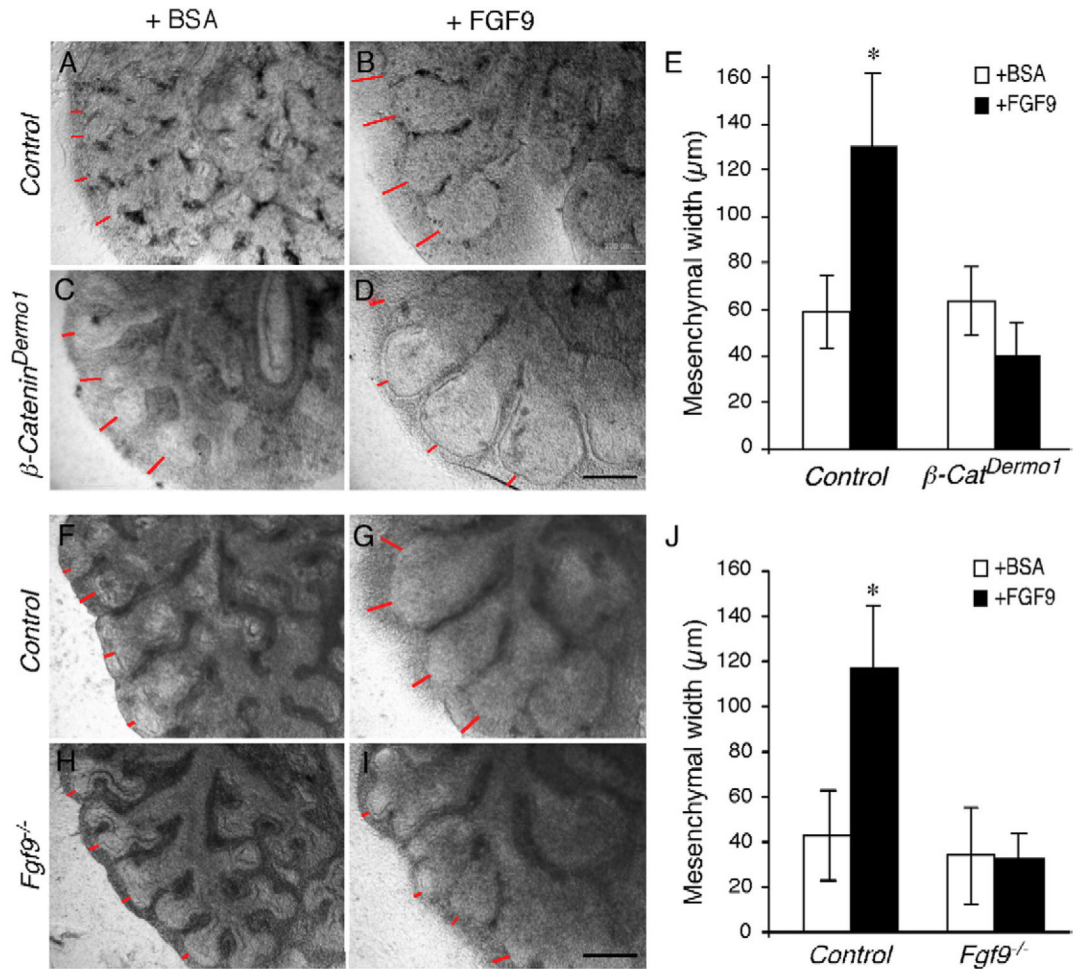 + BSA
+ FGF9
Control
A
B
β-Catenin^Dermo1
C
D
E
Mesenchymal width (µm)
160
140
120
100
80
60
40
20
0
+BSA
+FGF9
*
Control
β-Cat^Dermo1
Control
F
G
Fgf9-/-
H
I
J
Mesenchymal width (µm)
160
140
120
100
80
60
40
20
0
+BSA
+FGF9
*
Control
Fgf9-/-